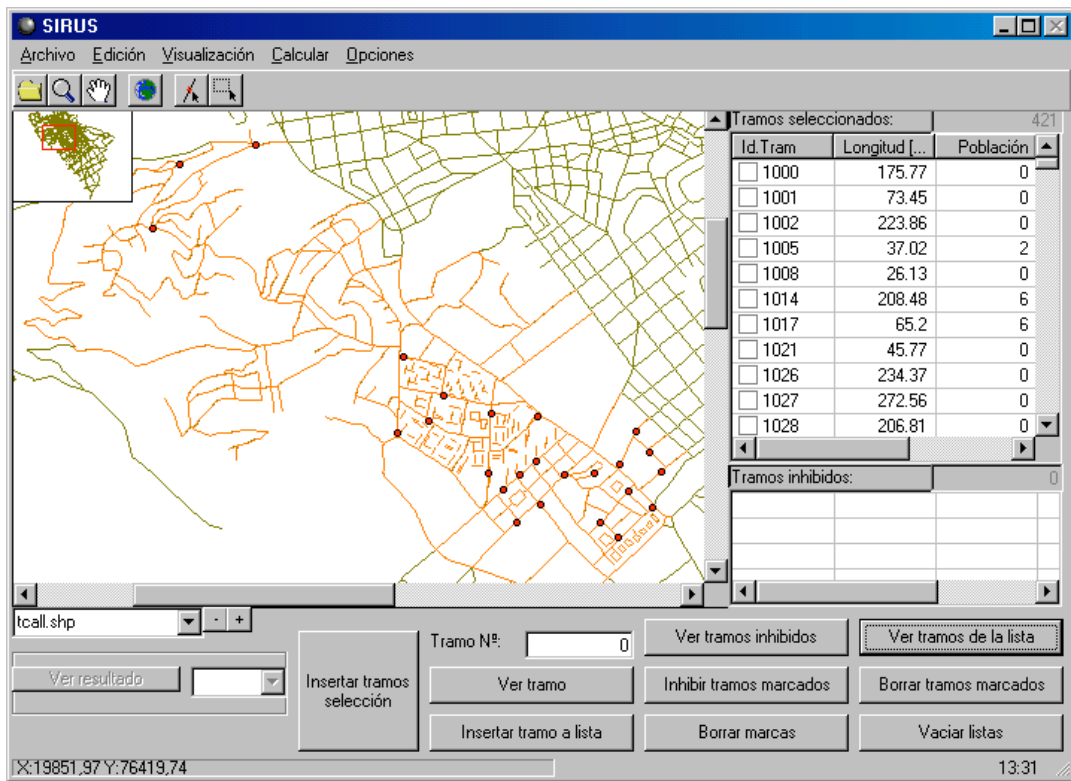 SIRUS
Archivo Edición Visualización Calcular Opciones
Tramos seleccionados: 421
Id.Tram Longitud [... Población
1000 175.77 0
1001 73.45 0
1002 223.86 0
1005 37.02 2
1008 26.13 0
1014 208.48 6
1017 65.2 6
1021 45.77 0
1026 234.37 0
1027 272.56 0
1028 206.81 0
Tramos inhibidos: 0
tcall.shp - +
Ver resultado
Insertar tramos selección
Tramo Nº: 0
Ver tramo
Insertar tramo a lista
Ver tramos inhibidos
Inhibir tramos marcados
Borrar marcas
Ver tramos de la lista
Borrar tramos marcados
Vaciar listas
X:19851,97 Y:76419,74 13:31